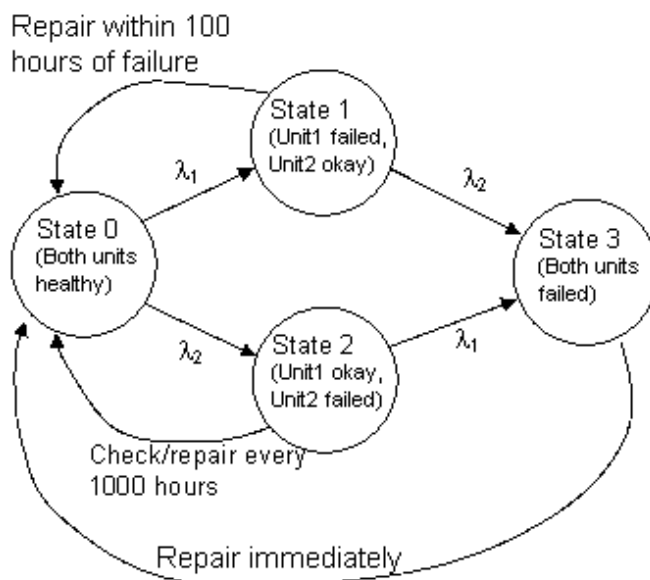 Repair within 100
hours of failure
State 1
(Unit1 failed,
Unit2 okay)
λ1
λ2
State 0
(Both units
healthy)
State 3
(Both units
failed)
λ2
State 2
(Unit1 okay,
Unit2 failed)
λ1
Check/repair every
1000 hours
Repair immediately